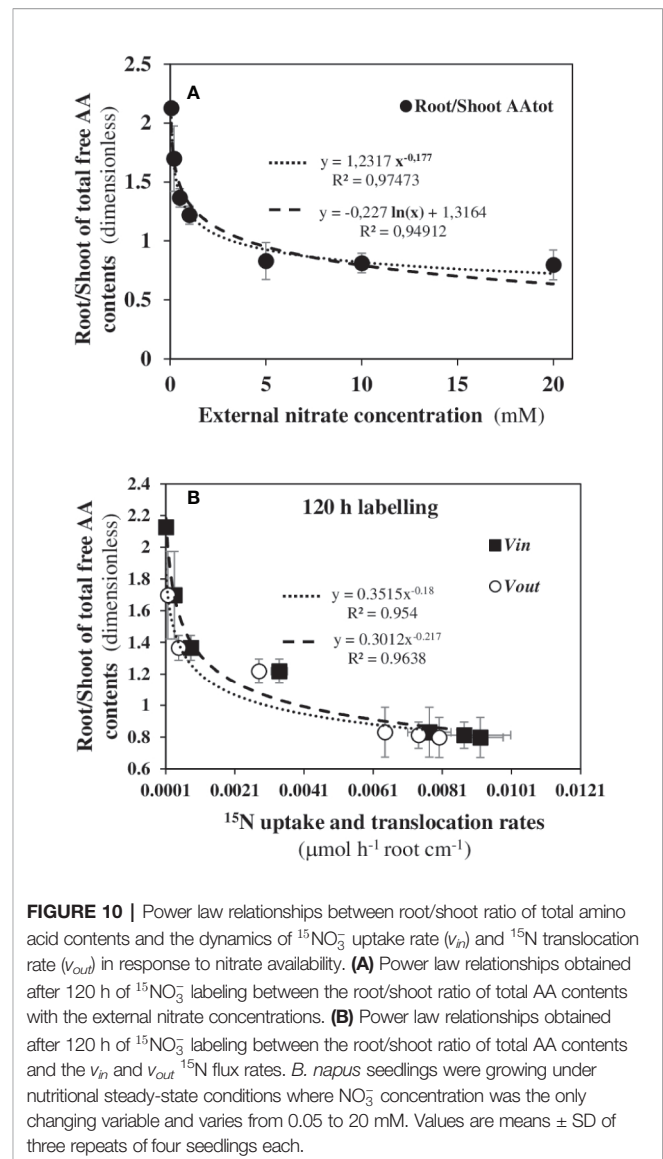 2.5
2
1.5
1
0.5
0
A
Root/Shoot AAtot
y = 1,2317 x^-0,177
R² = 0,97473
y = -0,227 ln(x) + 1,3164
R² = 0,94912
Root/Shoot of total free AA
contents (dimensionless)
0 5 10 15 20
External nitrate concentration (mM)
2.4
2.2
2
1.8
1.6
1.4
1.2
1
0.8
0.6
B
120 h labelling
Vin
Vout
y = 0.3515x^-0.18
R² = 0.954
y = 0.3012x^-0.217
R² = 0.9638
Root/Shoot of total free AA
contents (dimensionless)
0.0001 0.0021 0.0041 0.0061 0.0081 0.0101 0.0121
¹⁵N uptake and translocation rates
(µmol h⁻¹ root cm⁻¹)
FIGURE 10 | Power law relationships between root/shoot ratio of total amino
acid contents and the dynamics of ¹⁵NO₃⁻ uptake rate (v_in) and ¹⁵N translocation
rate (v_out) in response to nitrate availability. (A) Power law relationships obtained
after 120 h of ¹⁵NO₃⁻ labeling between the root/shoot ratio of total AA contents
with the external nitrate concentrations. (B) Power law relationships obtained
after 120 h of ¹⁵NO₃⁻ labeling between the root/shoot ratio of total AA contents
and the v_in and v_out ¹⁵N flux rates. B. napus seedlings were growing under
nutritional steady-state conditions where NO₃⁻ concentration was the only
changing variable and varies from 0.05 to 20 mM. Values are means ± SD of
three repeats of four seedlings each.